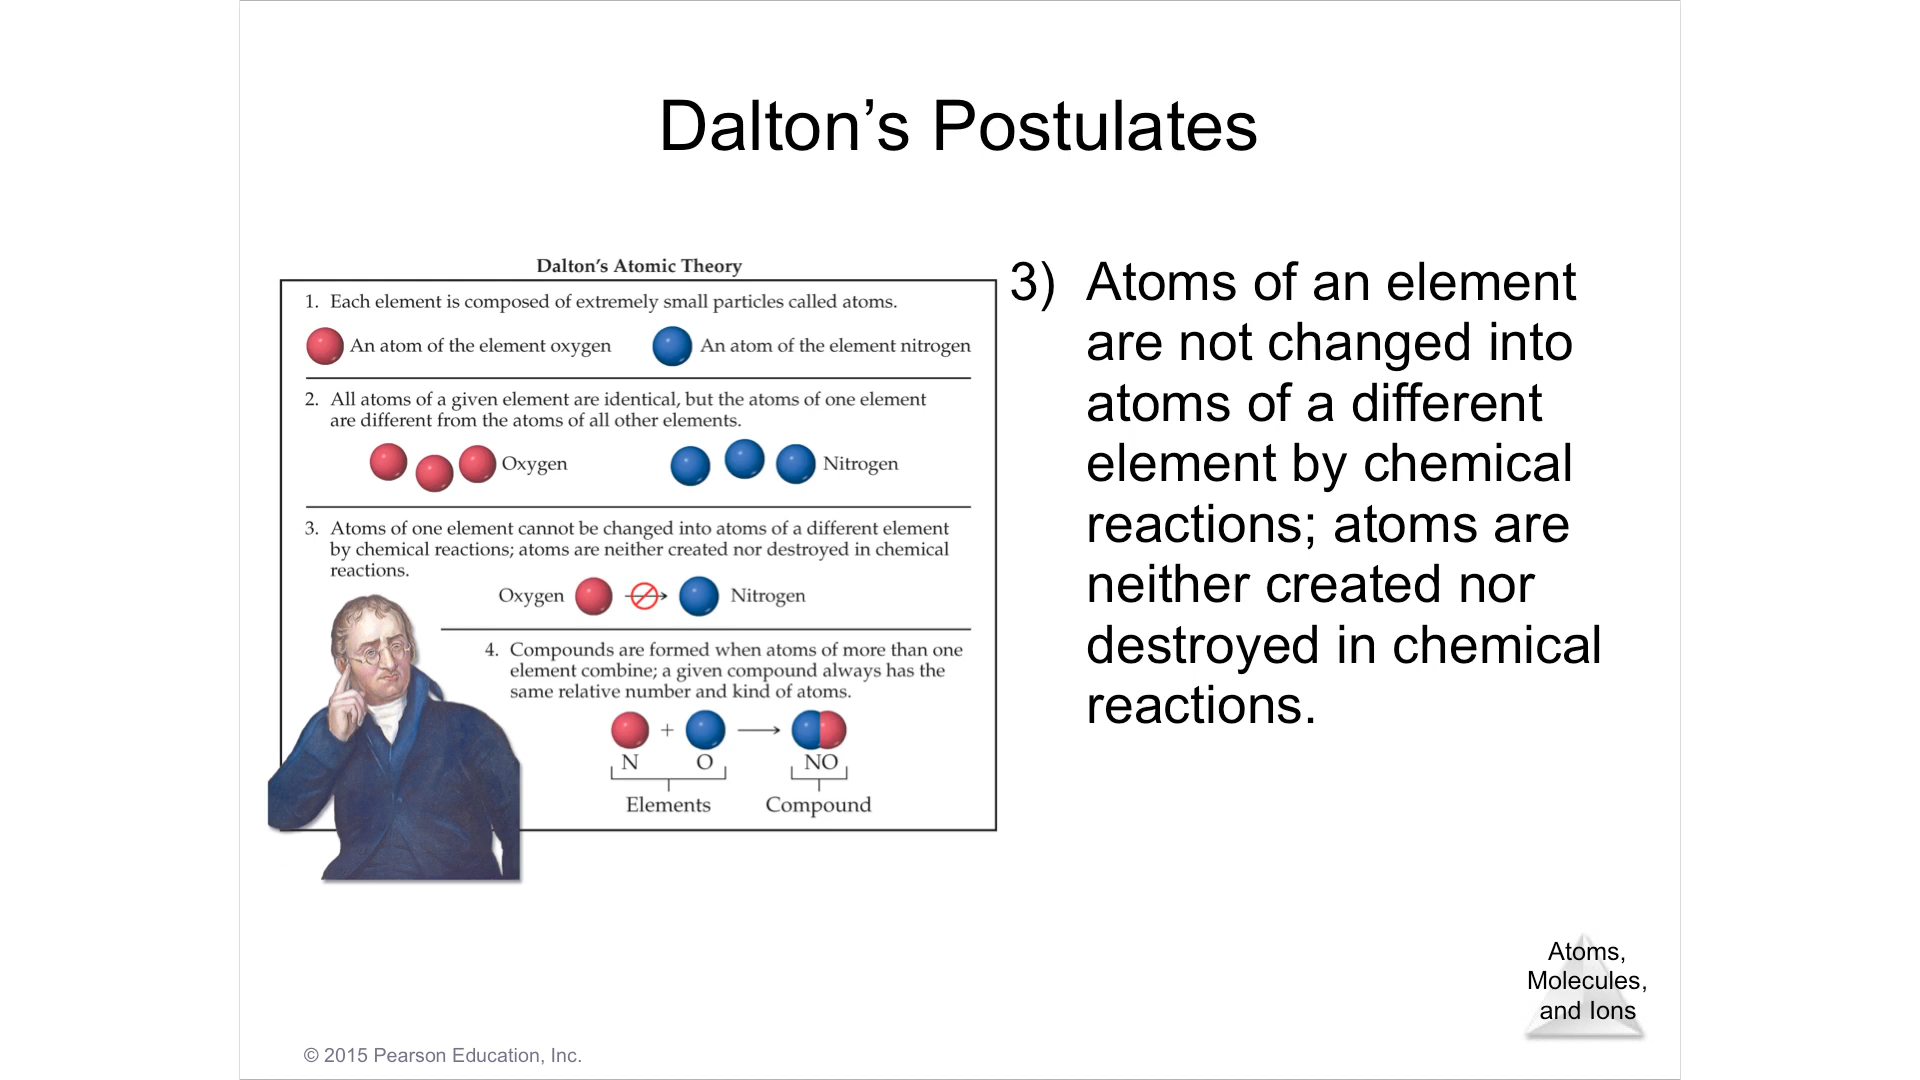 Dalton’s Postulates
Dalton’s Atomic Theory
1. Each element is composed of extremely small particles called atoms.
An atom of the element oxygen
An atom of the element nitrogen
2. All atoms of a given element are identical, but the atoms of one element
are different from the atoms of all other elements.
Oxygen
Nitrogen
3. Atoms of one element cannot be changed into atoms of a different element
by chemical reactions; atoms are neither created nor destroyed in chemical
reactions.
Oxygen
Nitrogen
4. Compounds are formed when atoms of more than one
element combine; a given compound always has the
same relative number and kind of atoms.
+
N
O
NO
Elements
Compound
3) Atoms of an element
are not changed into
atoms of a different
element by chemical
reactions; atoms are
neither created nor
destroyed in chemical
reactions.
Atoms,
Molecules,
and Ions
© 2015 Pearson Education, Inc.